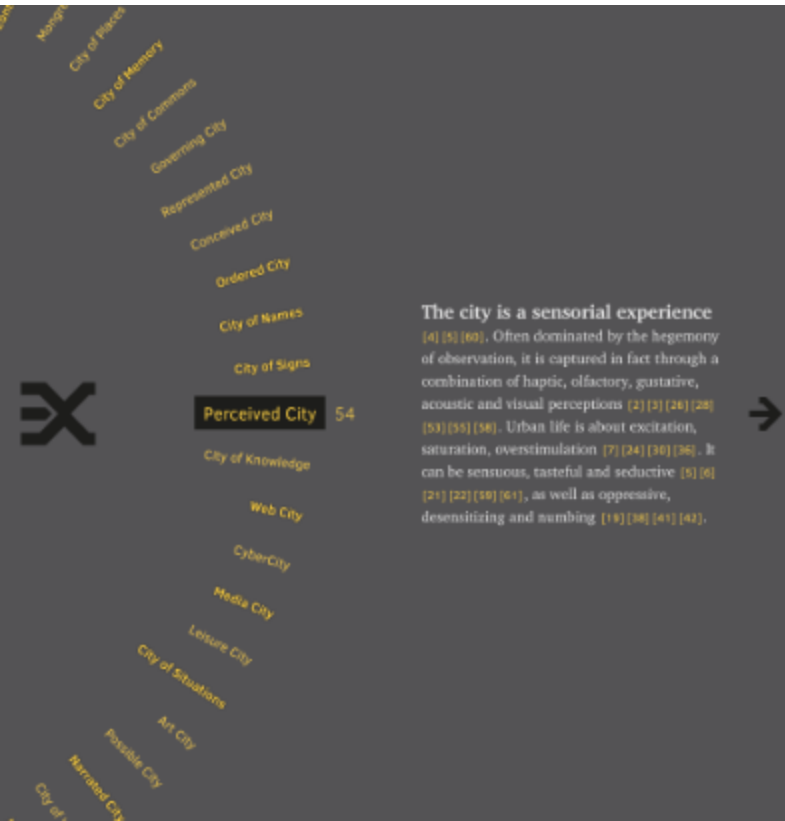 City of Places
City of Memory
City of Commons
Governing City
Represented City
Conceived City
Ordered City
City of Names
City of Signs
Perceived City 54
City of Knowledge
Web City
CyberCity
Media City
Leisure City
City of Situations
Art City
Possible City
Narrated City
City of
The city is a sensorial experience
[4] [5] [60]. Often dominated by the hegemony
of observation, it is captured in fact through a
combination of haptic, olfactory, gustative,
acoustic and visual perceptions [2] [3] [26] [28]
[53] [55] [58]. Urban life is about excitation,
saturation, overstimulation [7] [24] [30] [36]. It
can be sensuous, tasteful and seductive [5] [6]
[21] [22] [59] [61], as well as oppressive,
desensitizing and numbing [19] [38] [41] [42].